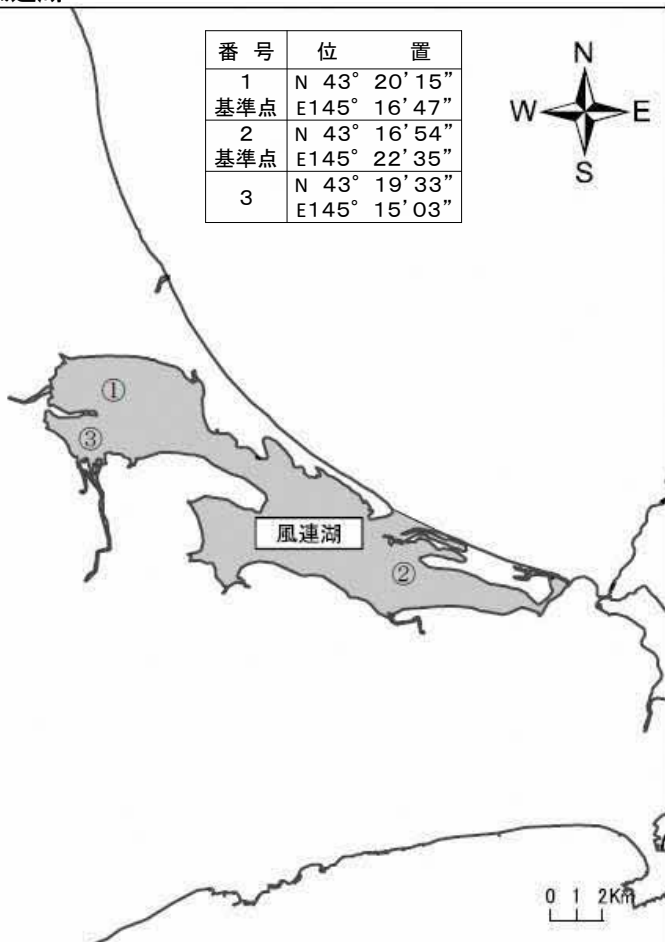 番 号 位 置
1 N 43° 20'15"
基準点 E145° 16'47"
2 N 43° 16'54"
基準点 E145° 22'35"
3 N 43° 19'33"
E145° 15'03"
N
W E
S
①
③
風連湖
②
0 1 2Km